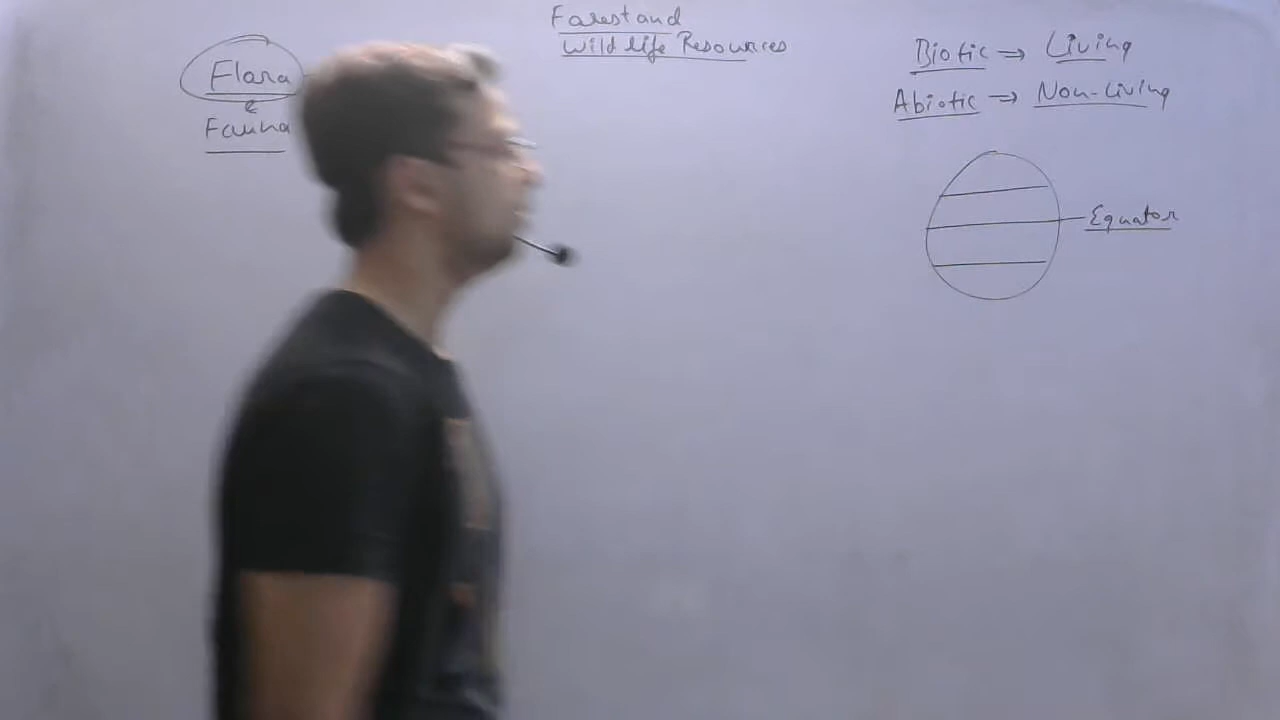 Forest and
Wild life Resources
Flora
&
Fauna
Biotic → Living
Abiotic → Non-Living
Equator